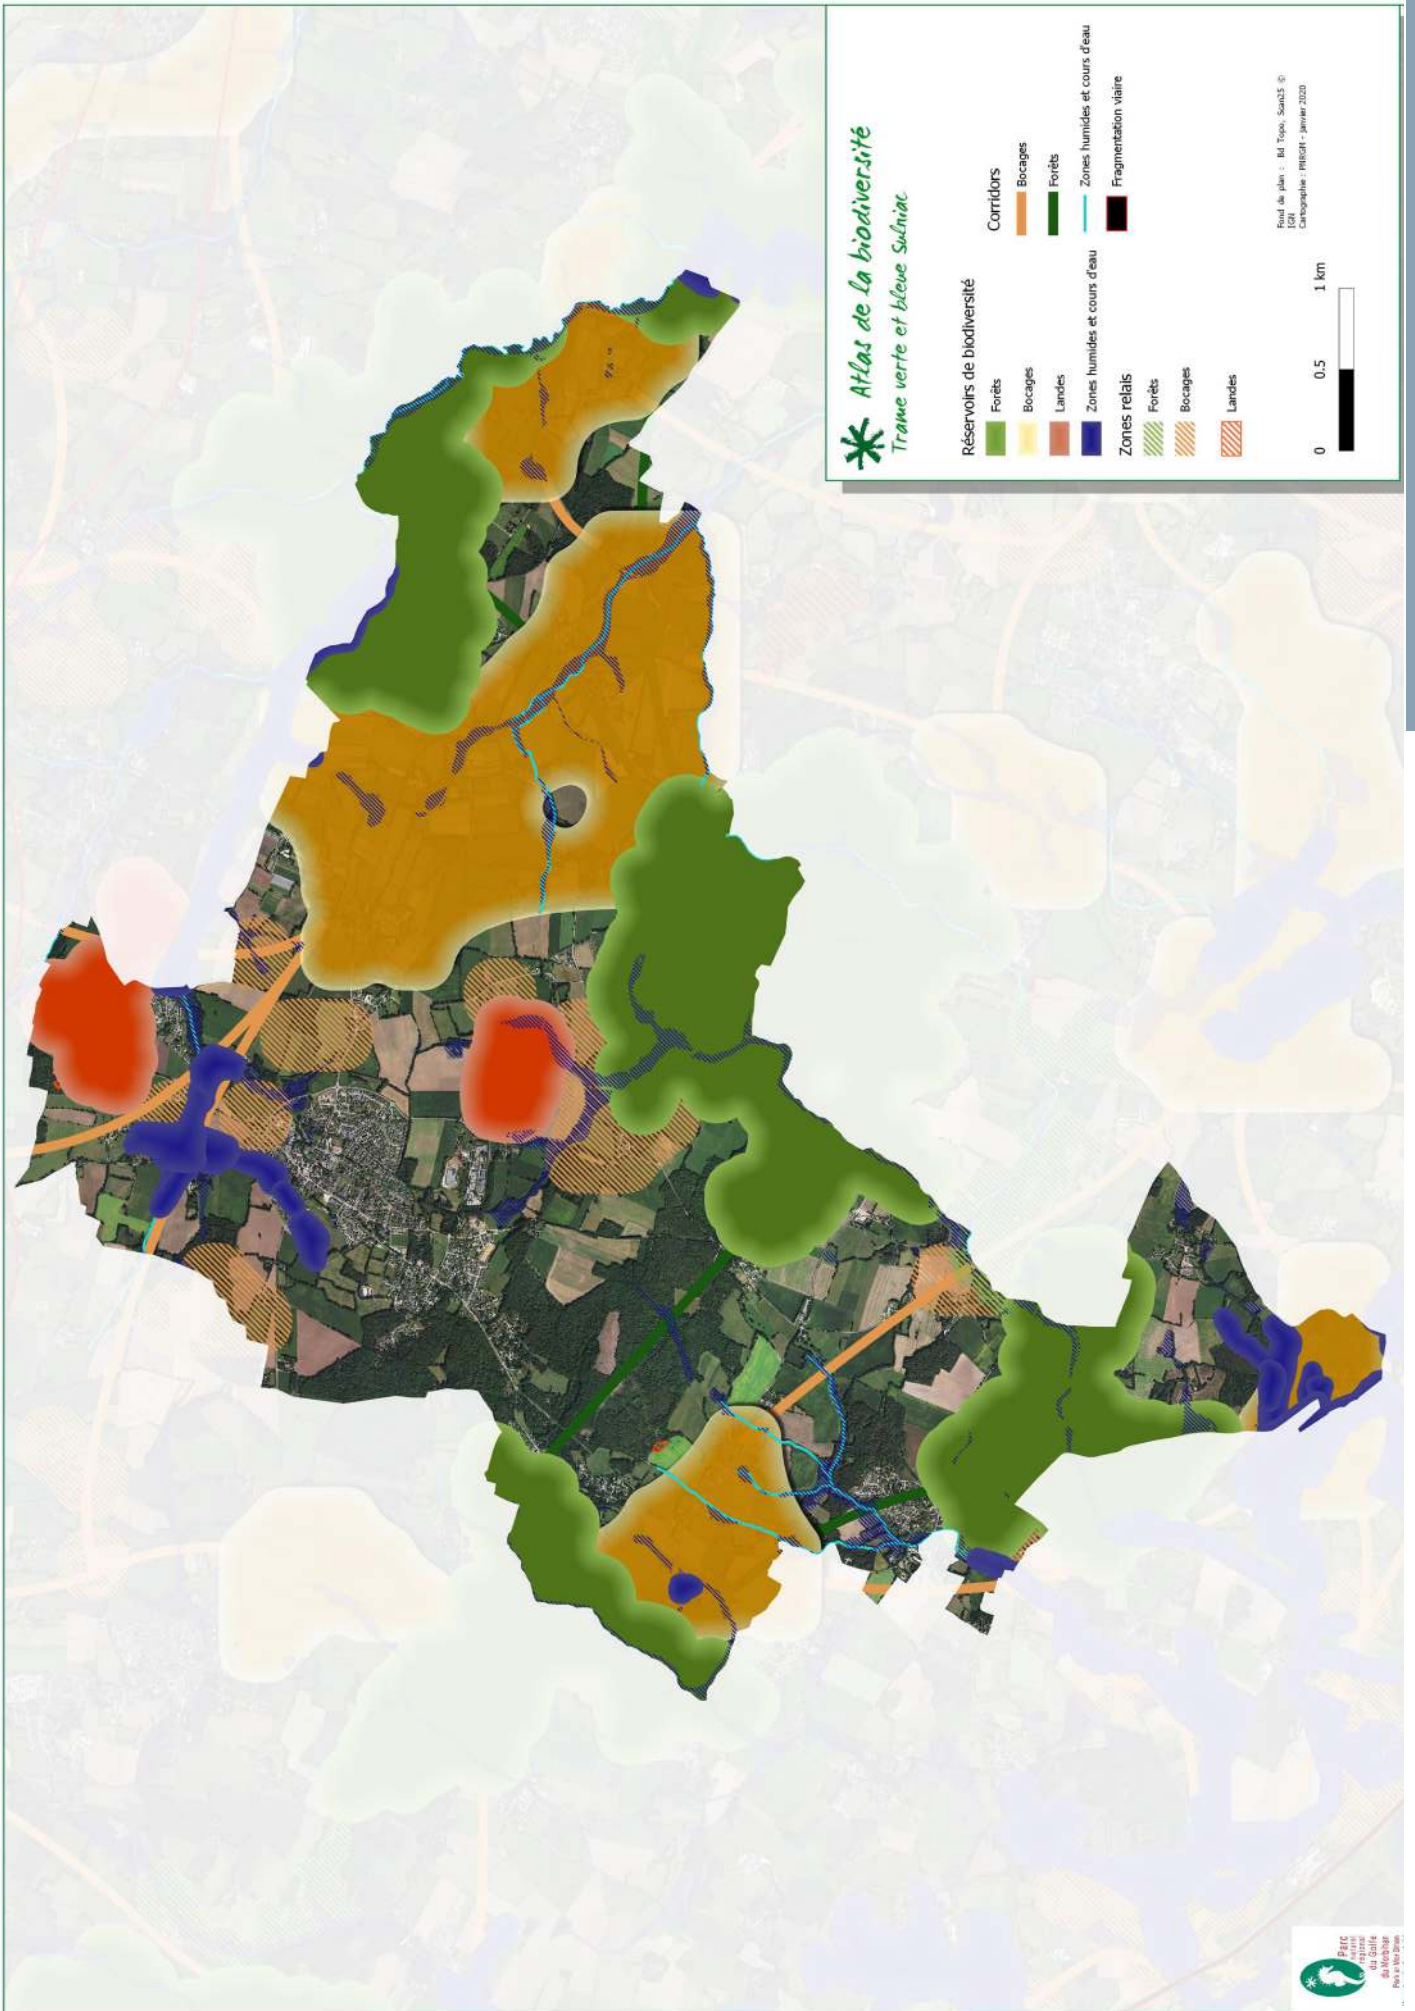 Atlas de la biodiversité
Trame verte et bleue Sulniac
Réservoirs de biodiversité
Forêts
Bocages
Landes
Zones humides et cours d'eau
Zones relais
Forêts
Bocages
Landes
Corridors
Bocages
Forêts
Zones humides et cours d'eau
Fragmentation viaire
0 0.5 1 km
Fond de plan : Bd Topo, Scan25 ©
IGN
Cartographie : PNRGM - janvier 2020
Parc
naturel
régional
du Golfe
du Morbihan